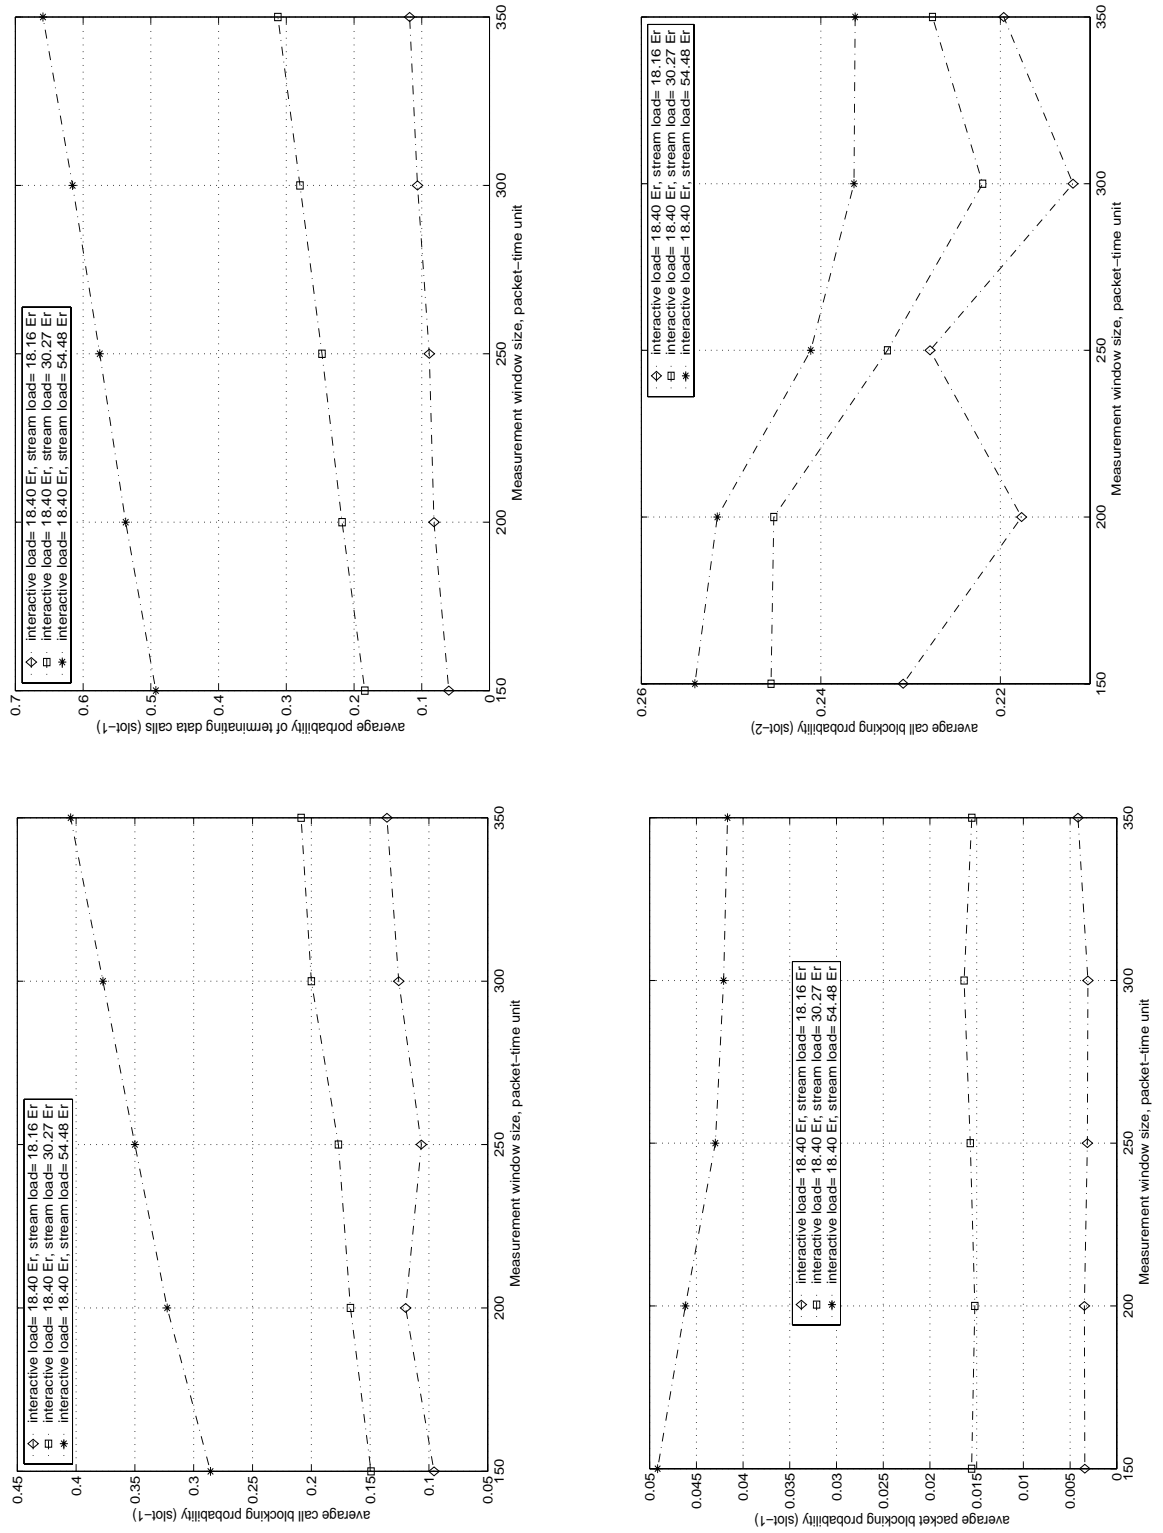 0.45
0.4
0.35
0.3
0.25
0.2
0.15
0.1
0.05
150
200
250
300
350
Measurement window size, packet-time unit
average call blocking probability (slot-1)
interactive load= 18.40 Er, stream load= 18.16 Er
interactive load= 18.40 Er, stream load= 30.27 Er
interactive load= 18.40 Er, stream load= 54.48 Er
0.7
0.6
0.5
0.4
0.3
0.2
0.1
0
150
200
250
300
350
Measurement window size, packet-time unit
average porbability of terminating data calls (slot-1)
interactive load= 18.40 Er, stream load= 18.16 Er
interactive load= 18.40 Er, stream load= 30.27 Er
interactive load= 18.40 Er, stream load= 54.48 Er
0.05
0.045
0.04
0.035
0.03
0.025
0.02
0.015
0.01
0.005
0
150
200
250
300
350
Measurement window size, packet-time unit
average packet blocking probability (slot-1)
interactive load= 18.40 Er, stream load= 18.16 Er
interactive load= 18.40 Er, stream load= 30.27 Er
interactive load= 18.40 Er, stream load= 54.48 Er
0.26
0.24
0.22
150
200
250
300
350
Measurement window size, packet-time unit
average call blocking probability (slot-2)
interactive load= 18.40 Er, stream load= 18.16 Er
interactive load= 18.40 Er, stream load= 30.27 Er
interactive load= 18.40 Er, stream load= 54.48 Er